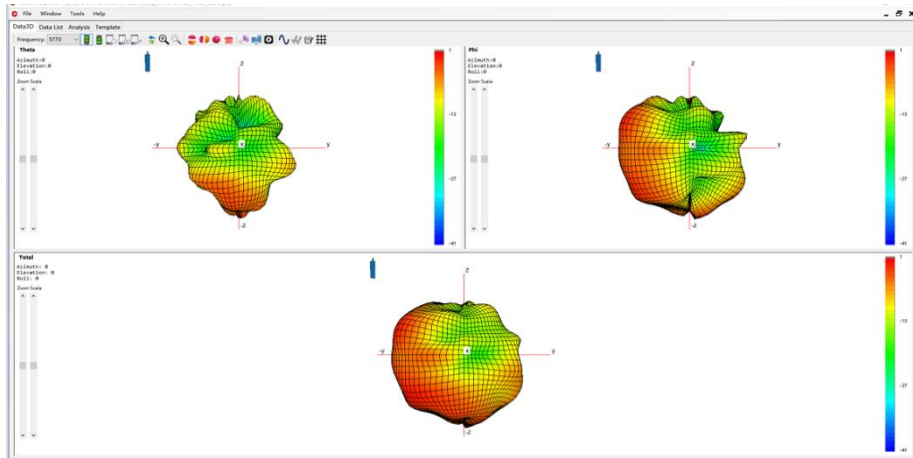 File Window Tools Help
Data3D Data List Analysis Template
Frequency: 5770
Theta
Azimuth:0
Elevation:0
Roll:0
Zoom Scale
Z
-y
x
y
-Z
1
-13
-27
-41
Phi
Azimuth:0
Elevation:0
Roll:0
Zoom Scale
Z
-y
x
y
-Z
1
-13
-27
-41
Total
Azimuth: 0
Elevation: 0
Roll: 0
Zoom Scale
Z
-y
x
y
-Z
1
-13
-27
-41